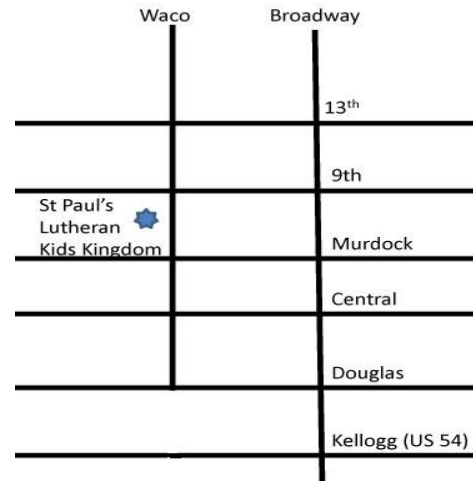 Waco
Broadway
13th
9th
St Paul's
Lutheran
Kids Kingdom
Murdock
Central
Douglas
Kellogg (US 54)